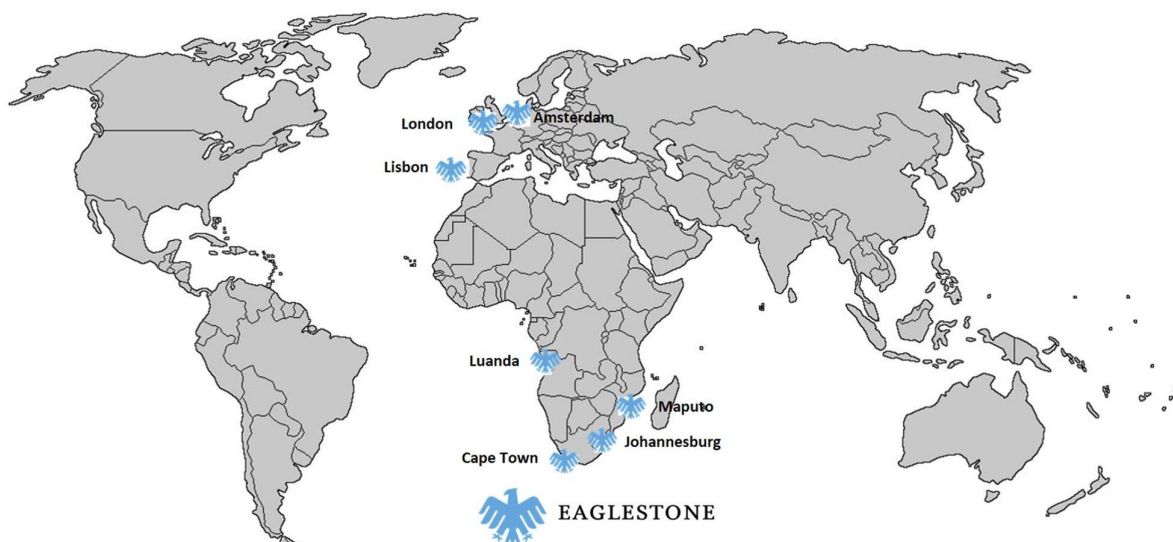 London
Amsterdam
Lisbon
Luanda
Maputo
Johannesburg
Cape Town
EAGLESTONE